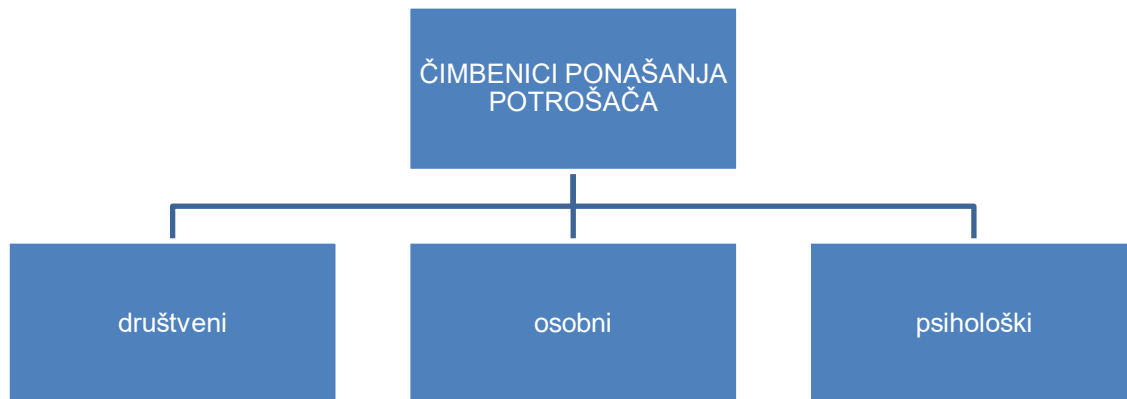 ČIMBENICI PONAŠANJA
POTROŠAČA
društveni
osobni
psihološki